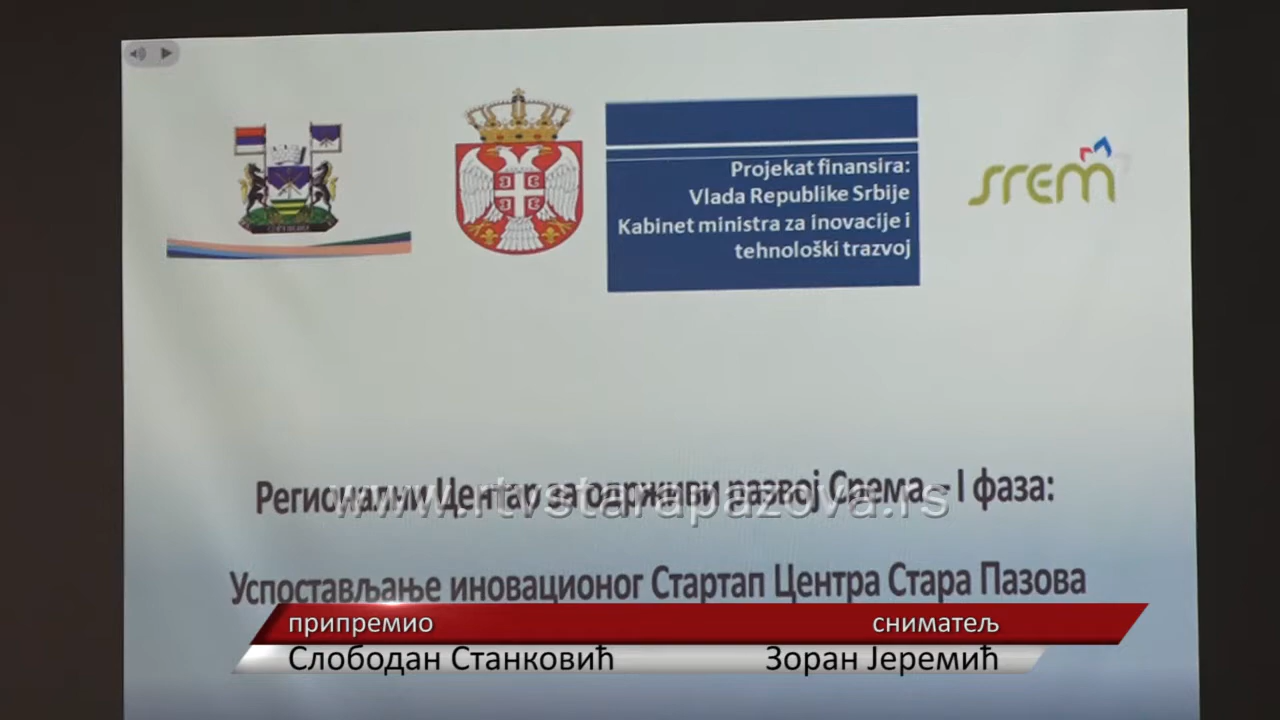 Projekat finansira:
Vlada Republike Srbije
Kabinet ministra za inovacije i
tehnološki trazvoj
srem
Регионални Центар за одрживи развој Срема - I фаза:
www.rtvstarapazova.rs
Успостављање иновационог Стартап Центра Стара Пазова
припремио
сниматељ
Слободан Станковић
Зоран Јеремић